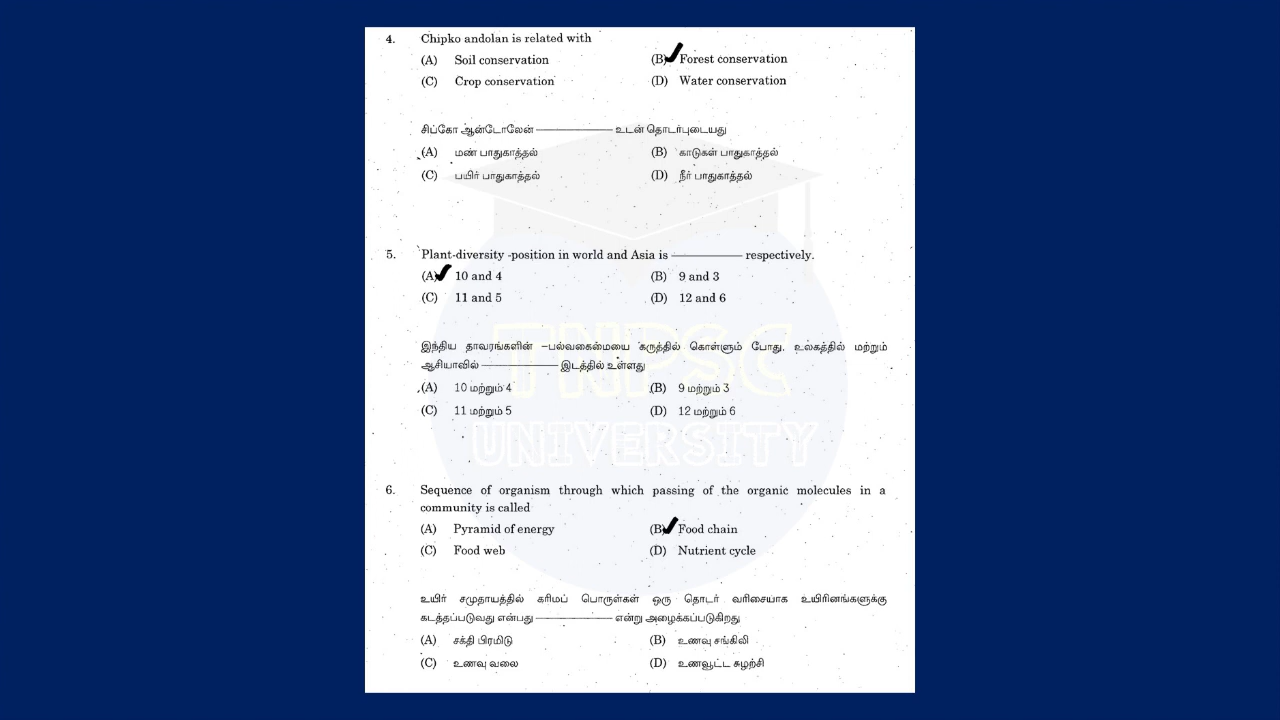 4. Chipko andolan is related with
(A) Soil conservation (B) Forest conservation
(C) Crop conservation (D) Water conservation
சிப்கோ ஆன்டோலேன் ————— உடன் தொடர்புடையது
(A) மண் பாதுகாத்தல் (B) காடுகள் பாதுகாத்தல்
(C) பயிர் பாதுகாத்தல் (D) நீர் பாதுகாத்தல்
5. Plant-diversity -position in world and Asia is ————— respectively.
(A) 10 and 4 (B) 9 and 3
(C) 11 and 5 (D) 12 and 6
இந்திய தாவரங்களின் –பல்வகைன்மையை கருத்தில் கொள்ளும் போது, உலகத்தில் மற்றும்
ஆசியாவில் ————— இடத்தில் உள்ளது
(A) 10 மற்றும் 4 (B) 9 மற்றும் 3
(C) 11 மற்றும் 5 (D) 12 மற்றும் 6
TNPSC
UNIVERSITY
6. Sequence of organism through which passing of the organic molecules in a
community is called
(A) Pyramid of energy (B) Food chain
(C) Food web (D) Nutrient cycle
உயிர் சமுதாயத்தில் கரிமப் பொருள்கள் ஒரு தொடர் வரிசையாக உயிரினங்களுக்கு
கடத்தப்படுவது என்பது ————— என்று அழைக்கப்படுகிறது
(A) சக்தி பிரமிடு (B) உணவு சங்கிலி
(C) உணவு வலை (D) உணவூட்ட சுழற்சி